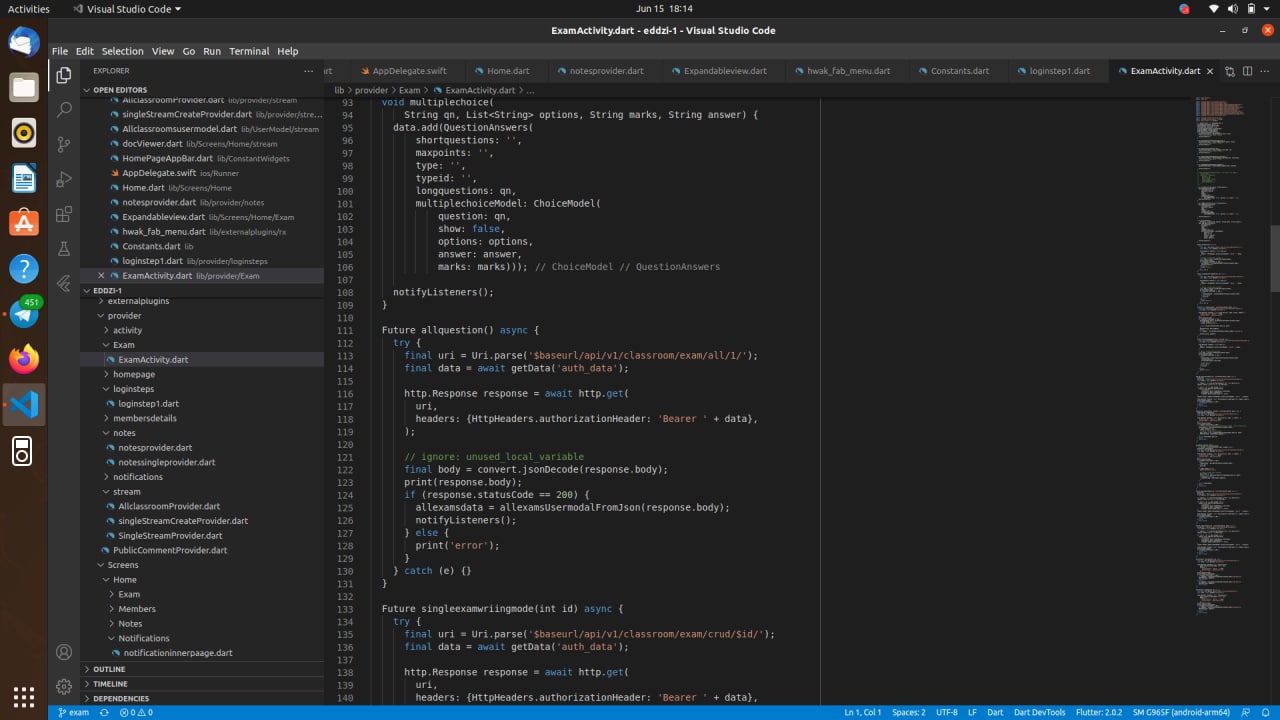 Activities
Visual Studio Code
Jun 15 18:14
ExamActivity.dart - eddzi-1 - Visual Studio Code
File Edit Selection View Go Run Terminal Help
EXPLORER
AppDelegate.swift Home.dart notesprovider.dart Expandableview.dart hwak_fab_menu.dart Constants.dart loginstep1.dart ExamActivity.dart
OPEN EDITORS
AllclassroomProvider.dart lib/provider/stream
singleStreamCreateProvider.dart lib/provider/stre...
Allclassroomsusermodel.dart lib/UserModel/stream
docViewer.dart lib/Screens/Home/stream
HomePageAppBar.dart lib/ConstantWidgets
AppDelegate.swift ios/Runner
Home.dart lib/Screens/Home
notesprovider.dart lib/provider/notes
Expandableview.dart lib/Screens/Home/Exam
hwak_fab_menu.dart lib/externalplugins/rx
Constants.dart lib
loginstep1.dart lib/provider/loginsteps
ExamActivity.dart lib/provider/Exam
EDDZI-1
externalplugins
provider
activity
Exam
ExamActivity.dart
homepage
loginsteps
loginstep1.dart
membersdetails
notes
notesprovider.dart
notessingleprovider.dart
notifications
stream
AllclassroomProvider.dart
singleStreamCreateProvider.dart
SingleStreamProvider.dart
PublicCommentProvider.dart
Screens
Home
Exam
Members
Notes
Notifications
notificationinnerpaage.dart
OUTLINE
TIMELINE
DEPENDENCIES
451
lib > provider > Exam > ExamActivity.dart > ...
93 void multiplechoice(
94 String qn, List<String> options, String marks, String answer) {
95 data.add(QuestionAnswers(
96 shortquestions: '',
97 maxpoints: '',
98 type: '',
99 typeid: '',
100 longquestions: qn,
101 multiplechoiceModel: ChoiceModel(
102 question: qn,
103 show: false,
104 options: options,
105 answer: answer,
106 marks: marks))); // ChoiceModel // QuestionAnswers
107
108 notifyListeners();
109 }
110
111 Future allquestion() async {
112 try {
113 final uri = Uri.parse('$baseurl/api/v1/classroom/exam/all/1/');
114 final data = await getData('auth_data');
115
116 http.Response response = await http.get(
117 uri,
118 headers: {HttpHeaders.authorizationHeader: 'Bearer ' + data},
119 );
120
121 // ignore: unused_local_variable
122 final body = convert.jsonDecode(response.body);
123 print(response.body);
124 if (response.statusCode == 200) {
125 allexamsdata = allexamsUsermodalFromJson(response.body);
126 notifyListeners();
127 } else {
128 print('error');
129 }
130 } catch (e) {}
131 }
132
133 Future singleexamwriingmode(int id) async {
134 try {
135 final uri = Uri.parse('$baseurl/api/v1/classroom/exam/crud/$id/');
136 final data = await getData('auth_data');
137
138 http.Response response = await http.get(
139 uri,
140 headers: {HttpHeaders.authorizationHeader: 'Bearer ' + data},
exam 0 0 Ln 1, Col 1 Spaces: 2 UTF-8 LF Dart Dart DevTools Flutter: 2.0.2 SM G965F (android-arm64)